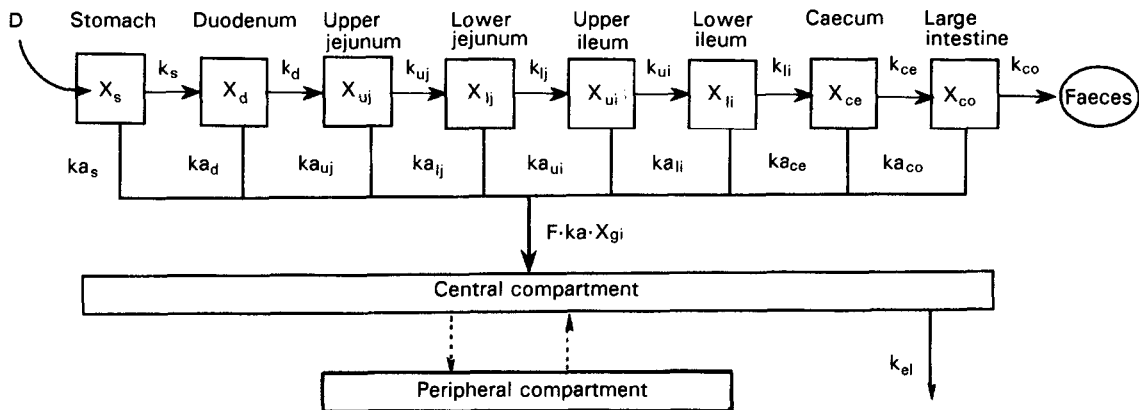 D
Stomach
Duodenum
Upper
jejunum
Lower
jejunum
Upper
ileum
Lower
ileum
Caecum
Large
intestine
k_s
k_d
k_uj
k_lj
k_ui
k_li
k_ce
k_co
X_s
X_d
X_uj
X_lj
X_ui
X_li
X_ce
X_co
Faeces
ka_s
ka_d
ka_uj
ka_lj
ka_ui
ka_li
ka_ce
ka_co
F·ka·X_gi
Central compartment
k_el
Peripheral compartment